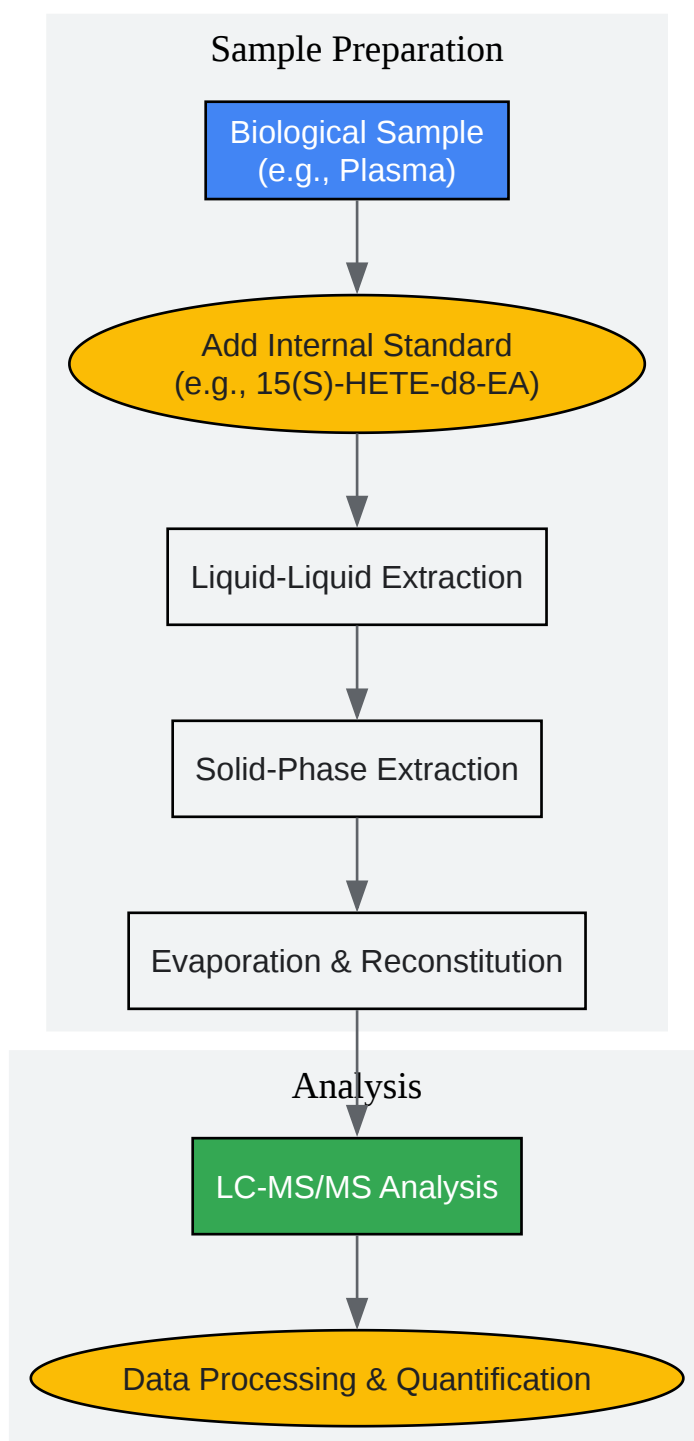 Sample Preparation
Biological Sample
(e.g., Plasma)
Add Internal Standard
(e.g., 15(S)-HETE-d8-EA)
Liquid-Liquid Extraction
Solid-Phase Extraction
Evaporation & Reconstitution
Analysis
LC-MS/MS Analysis
Data Processing & Quantification